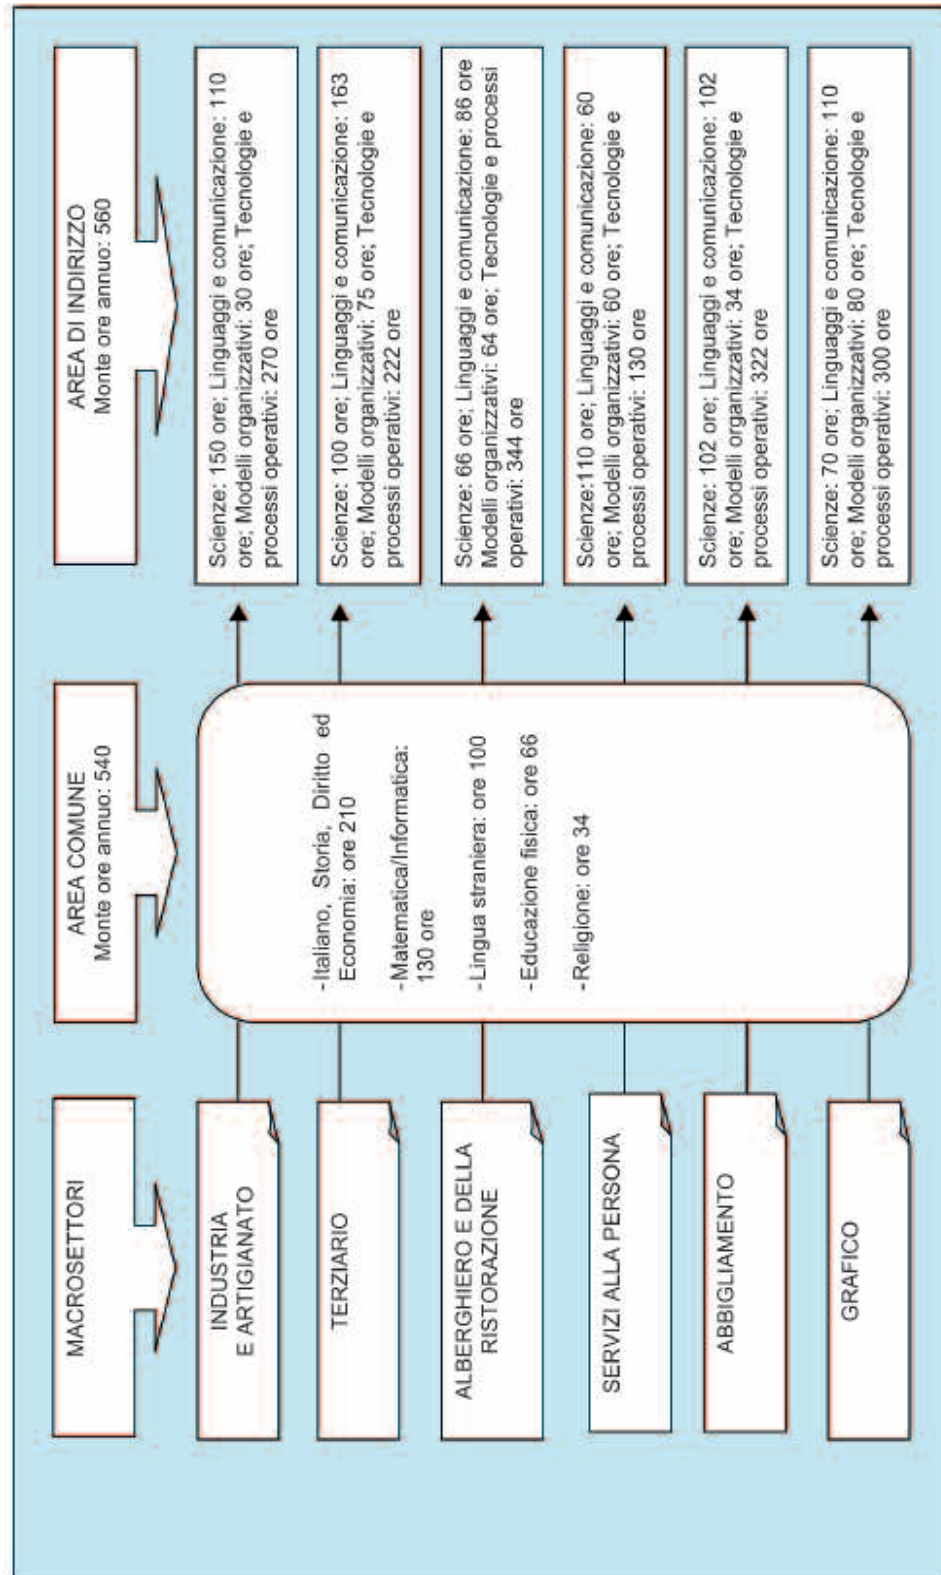 MACROSETTORI
AREA COMUNE
Monte ore annuo: 540
AREA DI INDIRIZZO
Monte ore annuo: 560
INDUSTRIA
E ARTIGIANATO
TERZIARIO
ALBERGHIERO E DELLA
RISTORAZIONE
SERVIZI ALLA PERSONA
ABBIGLIAMENTO
GRAFICO
-Italiano, Storia, Diritto ed
Economia: ore 210
-Matematica/Informatica:
130 ore
-Lingua straniera: ore 100
-Educazione fisica: ore 66
-Religione: ore 34
Scienze: 150 ore; Linguaggi e comunicazione: 110
ore; Modelli organizzativi: 30 ore; Tecnologie e
processi operativi: 270 ore
Scienze: 100 ore; Linguaggi e comunicazione: 163
ore; Modelli organizzativi: 75 ore; Tecnologie e
processi operativi: 222 ore
Scienze: 66 ore; Linguaggi e comunicazione: 86 ore
Modelli organizzativi: 64 ore; Tecnologie e processi
operativi: 344 ore
Scienze:110 ore; Linguaggi e comunicazione: 60
ore; Modelli organizzativi: 60 ore; Tecnologie e
processi operativi: 130 ore
Scienze: 102 ore; Linguaggi e comunicazione: 102
ore; Modelli organizzativi: 34 ore; Tecnologie e
processi operativi: 322 ore
Scienze: 70 ore; Linguaggi e comunicazione: 110
ore; Modelli organizzativi: 80 ore; Tecnologie e
processi operativi: 300 ore